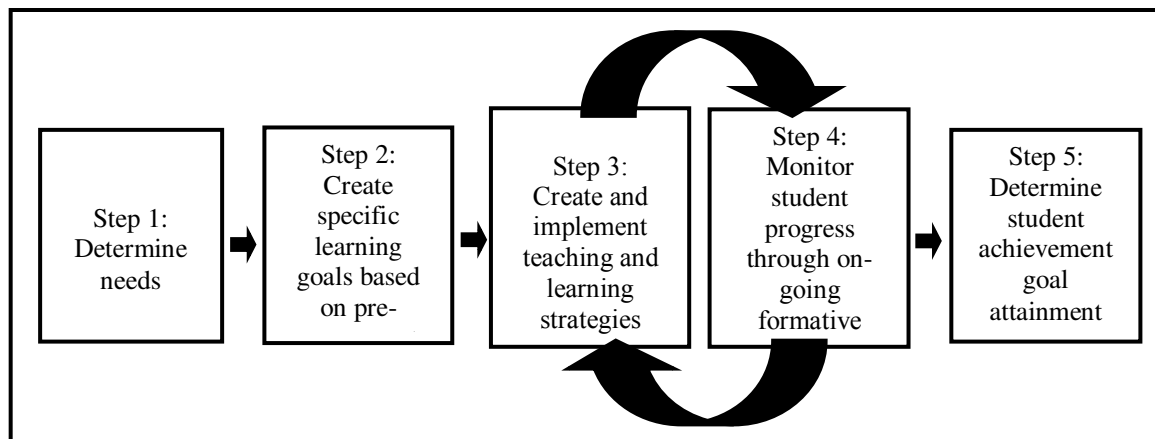 Step 1:
Determine
needs
Step 2:
Create
specific
learning
goals based
on pre-
Step 3:
Create and
implement
teaching and
learning
strategies
Step 4:
Monitor
student
progress
through on-
going
formative
Step 5:
Determine
student
achievement
goal
attainment